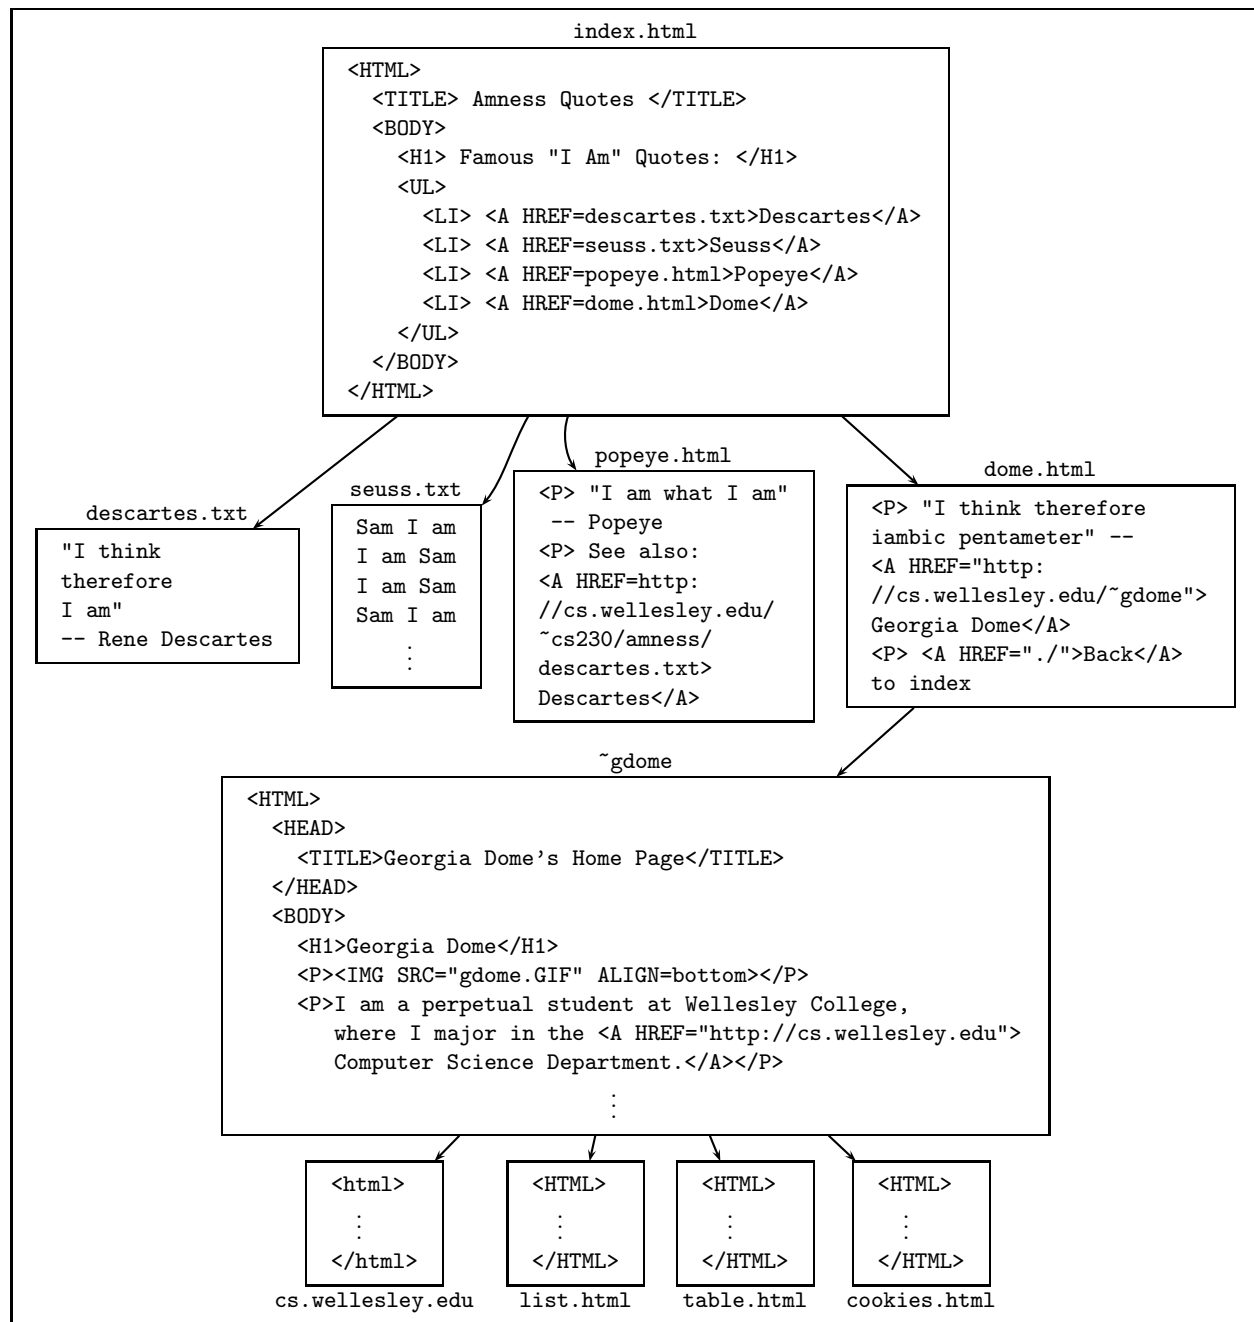 index.html
<HTML>
<TITLE> Amness Quotes </TITLE>
<BODY>
<H1> Famous "I Am" Quotes: </H1>
<UL>
<LI> <A HREF=descartes.txt>Descartes</A>
<LI> <A HREF=seuss.txt>Seuss</A>
<LI> <A HREF=popeye.html>Popeye</A>
<LI> <A HREF=dome.html>Dome</A>
</UL>
</BODY>
</HTML>
descartes.txt
"I think
therefore
I am"
-- Rene Descartes
seuss.txt
Sam I am
I am Sam
I am Sam
Sam I am
⋮
popeye.html
<P> "I am what I am"
-- Popeye
<P> See also:
<A HREF=http:
//cs.wellesley.edu/
~cs230/amness/
descartes.txt>
Descartes</A>
dome.html
<P> "I think therefore
iambic pentameter" --
<A HREF="http:
//cs.wellesley.edu/~gdome">
Georgia Dome</A>
<P> <A HREF="./">Back</A>
to index
~gdome
<HTML>
<HEAD>
<TITLE>Georgia Dome's Home Page</TITLE>
</HEAD>
<BODY>
<H1>Georgia Dome</H1>
<P><IMG SRC="gdome.GIF" ALIGN=bottom></P>
<P>I am a perpetual student at Wellesley College,
where I major in the <A HREF="http://cs.wellesley.edu">
Computer Science Department.</A></P>
⋮
<html>
⋮
</html>
cs.wellesley.edu
<HTML>
⋮
</HTML>
list.html
<HTML>
⋮
</HTML>
table.html
<HTML>
⋮
</HTML>
cookies.html